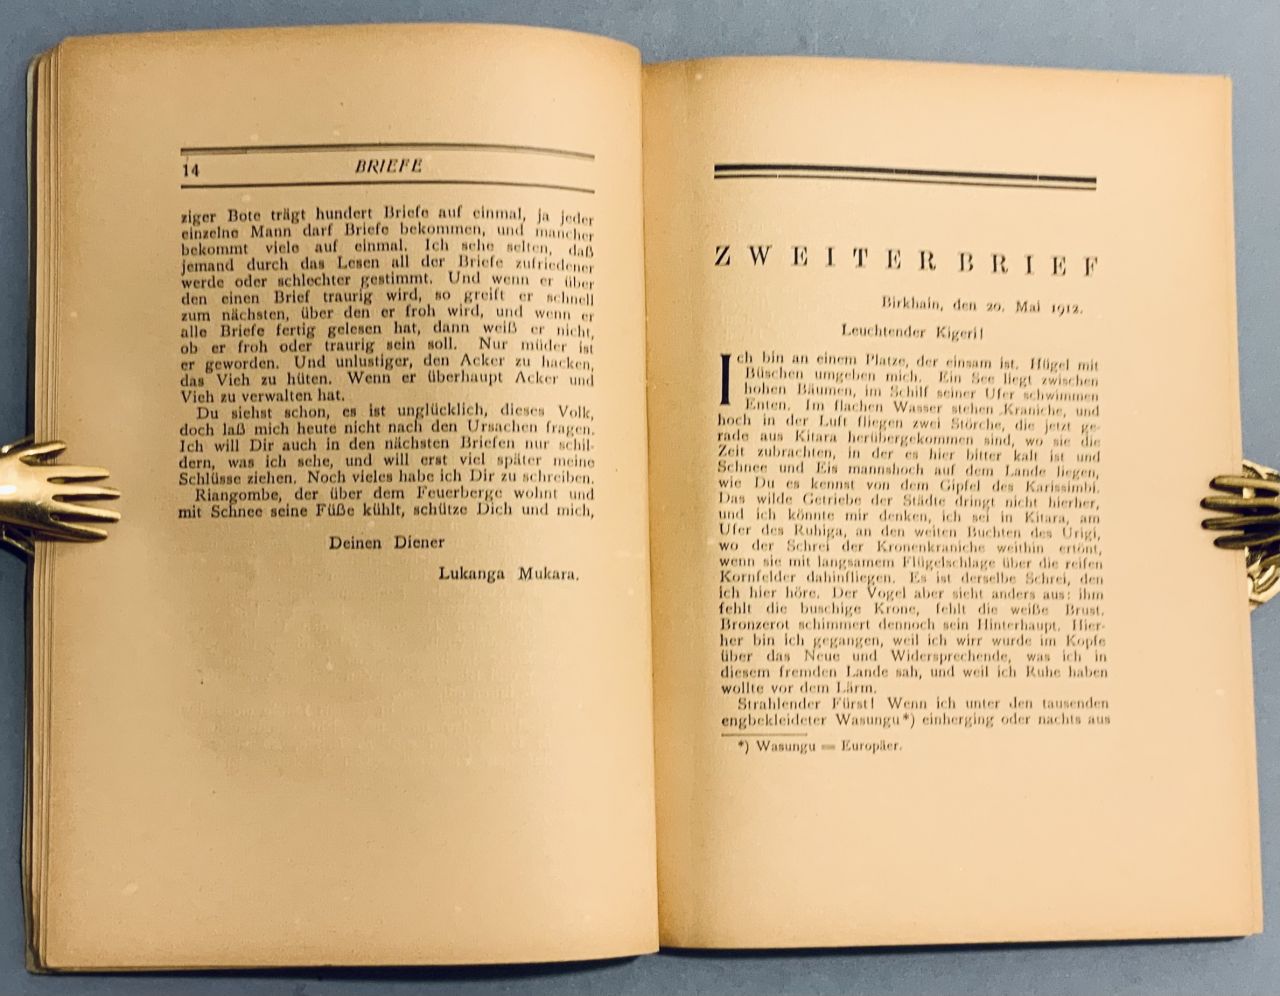 14 BRIEFE
ziger Bote trägt hundert Briefe auf einmal, ja jeder
einzelne Mann darf Briefe bekommen, und mancher
bekommt viele auf einmal. Ich sehe selten, daß
jemand durch das Lesen all der Briefe zufriedener
werde oder schlechter gestimmt. Und wenn er über
den einen Brief traurig wird, so greift er schnell
zum nächsten, über den er froh wird, und wenn er
alle Briefe fertig gelesen hat, dann weiß er nicht,
ob er froh oder traurig sein soll. Nur müder ist
er geworden. Und unlustiger, den Acker zu hacken,
das Vieh zu hüten. Wenn er überhaupt Acker und
Vieh zu verwalten hat.
Du siehst schon, es ist unglücklich, dieses Volk,
doch laß mich heute nicht nach den Ursachen fragen.
Ich will Dir auch in den nächsten Briefen nur schil-
dern, was ich sehe, und will erst viel später meine
Schlüsse ziehen. Noch vieles habe ich Dir zu schreiben.
Riangombe, der über dem Feuerberge wohnt und
mit Schnee seine Füße kühlt, schütze Dich und mich,
Deinen Diener
Lukanga Mukara.
ZWEITER BRIEF
Birkhain, den 20. Mai 1912.
Leuchtender Kigeri!
Ich bin an einem Platze, der einsam ist. Hügel mit
Büschen umgeben mich. Ein See liegt zwischen
hohen Bäumen, im Schilf seiner Ufer schwimmen
Enten. Im flachen Wasser stehen Kraniche, und
hoch in der Luft fliegen zwei Störche, die jetzt ge-
rade aus Kitara herübergekommen sind, wo sie die
Zeit zubrachten, in der es hier bitter kalt ist und
Schnee und Eis mannshoch auf dem Lande liegen,
wie Du es kennst von dem Gipfel des Karissimbi.
Das wilde Getriebe der Städte dringt nicht hierher,
und ich könnte mir denken, ich sei in Kitara, am
Ufer des Ruhiga, an den weiten Buchten des Urigi,
wo der Schrei der Kronenkraniche weithin ertönt,
wenn sie mit langsamem Flügelschlage über die reifen
Kornfelder dahinfliegen. Es ist derselbe Schrei, den
ich hier höre. Der Vogel aber sieht anders aus: ihm
fehlt die buschige Krone, fehlt die weiße Brust.
Bronzerot schimmert dennoch sein Hinterhaupt. Hier-
her bin ich gegangen, weil ich wirr wurde im Kopfe
über das Neue und Widersprechende, was ich in
diesem fremden Lande sah, und weil ich Ruhe haben
wollte vor dem Lärm.
Strahlender Fürst! Wenn ich unter den tausenden
engbekleideter Wasungu*) einherging oder nachts aus
*) Wasungu = Europäer.